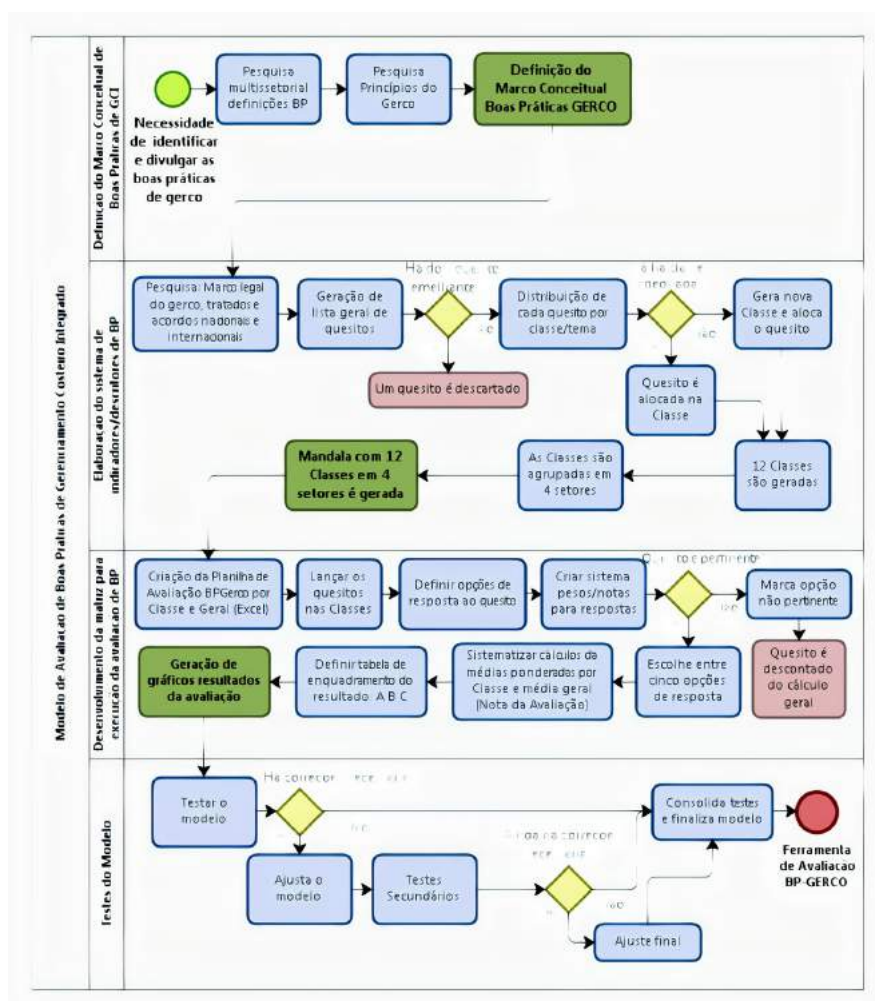 Modelo de Avaliação de Boas Práticas de Gerenciamento Costeiro Integrado
Definição do Marco Conceitual de
Boas Práticas de GCI
Pesquisa
multissetorial
definições BP
Pesquisa
Princípios do
Gerco
Definição do
Marco Conceitual
Boas Práticas GERCO
Necessidade
de identificar
e divulgar as
boas práticas
de gerco
Elaboração do sistema de
indicadores/descritores de BP
Pesquisa: Marco legal
do gerco, tratados e
acordos nacionais e
internacionais
Geração de
lista geral de
quesitos
Distribuição de
cada quesito por
classe/tema
Gera nova
Classe e aloca
o quesito
Um quesito é descartado
Quesito é
alocada na
Classe
Mandala com 12
Classes em 4
setores é gerada
As Classes são
agrupadas em
4 setores
12 Classes
são geradas
Desenvolvimento da matriz para
execução da avaliação de BP
Criação da Planilha de
Avaliação BPGerco por
Classe e Geral (Excel)
Lançar os
quesitos
nas Classes
Definir opções de
resposta ao quesito
Criar sistema
pesos/notas
para respostas
pertinente
Marca opção
não pertinente
Geração de
gráficos resultados
da avaliação
Definir tabela de
enquadramento do
resultado: A B C
Sistematizar cálculos da
médias ponderadas por
Classe e média geral
(Nota da Avaliação)
Escolhe entre
cinco opções
de resposta
Quesito é
descontado
do cálculo
geral
Testes do Modelo
Testar o
modelo
Consolida testes
e finaliza modelo
Ferramenta
de Avaliação
BP-GERCO
Ajusta o
modelo
Testes
Secundários
Ajuste final